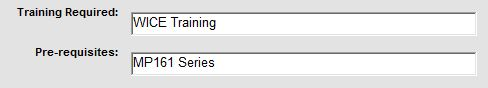 Training Required: WICE Training
Pre-requisites: MP161 Series